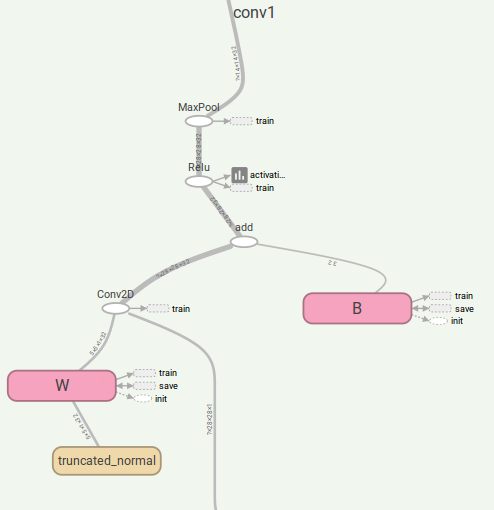 conv1
?×14×14×32
MaxPool
train
?×28×28×32
Relu
activati...
train
?×28×28×32
add
?×28×28×32
32
Conv2D
train
B
train
save
init
5×5×1×32
W
train
save
init
?×28×28×1
5×5×1×32
truncated_normal